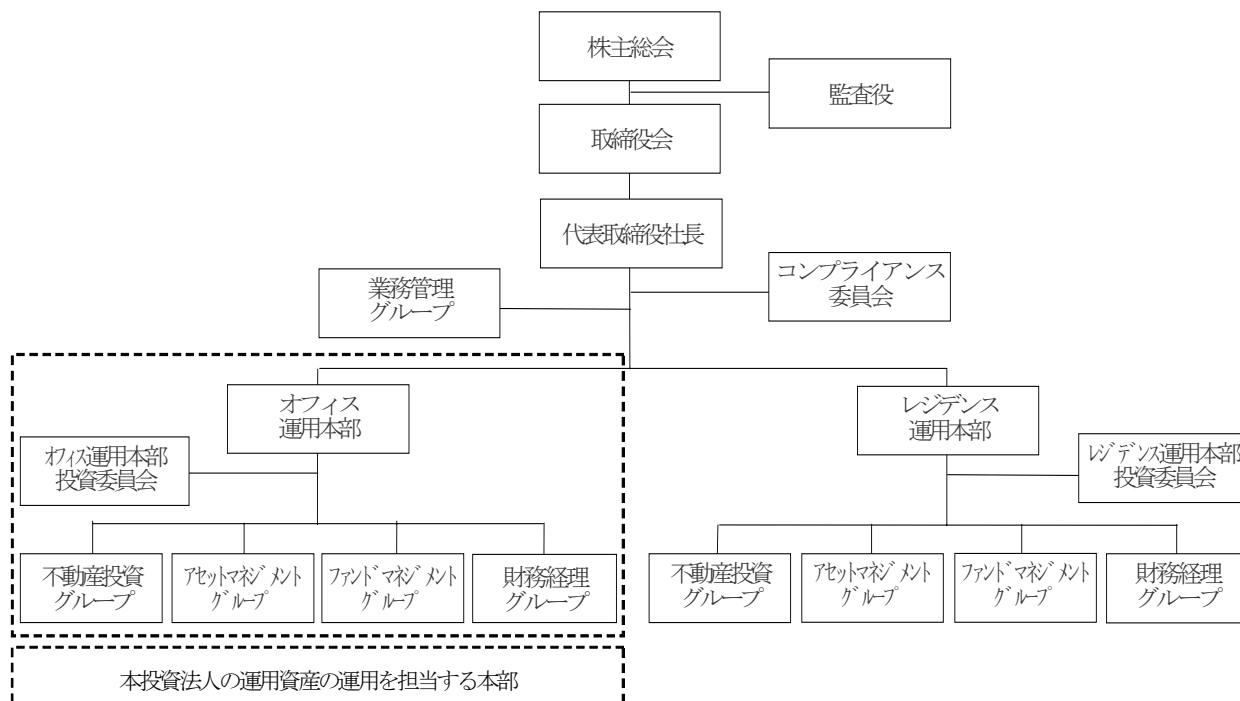 株主総会
監査役
取締役会
代表取締役社長
コンプライアンス
委員会
業務管理
グループ
オフィス
運用本部
レジデンス
運用本部
ｵﾌｨｽ運用本部
投資委員会
ﾚｼﾞﾃﾞﾝｽ運用本部
投資委員会
不動産投資
グループ
ｱｾｯﾄﾏﾈｼﾞﾒﾝﾄ
ｸﾞﾙｰﾌﾟ
ﾌｧﾝﾄﾞﾏﾈｼﾞﾒﾝﾄ
ｸﾞﾙｰﾌﾟ
財務経理
グループ
不動産投資
グループ
ｱｾｯﾄﾏﾈｼﾞﾒﾝﾄ
ｸﾞﾙｰﾌﾟ
ﾌｧﾝﾄﾞﾏﾈｼﾞﾒﾝﾄ
ｸﾞﾙｰﾌﾟ
財務経理
グループ
本投資法人の運用資産の運用を担当する本部